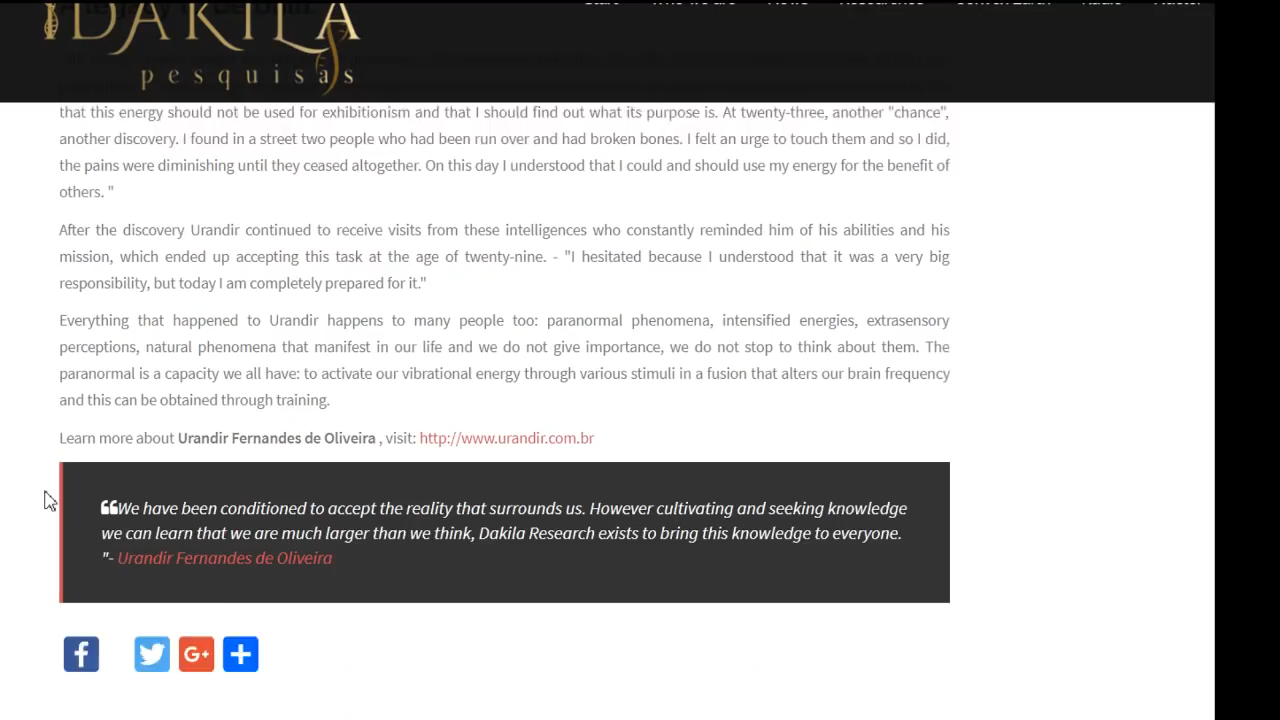 DAKILA
pesquisas
that this energy should not be used for exhibitionism and that I should find out what its purpose is. At twenty-three, another "chance",
another discovery. I found in a street two people who had been run over and had broken bones. I felt an urge to touch them and so I did,
the pains were diminishing until they ceased altogether. On this day I understood that I could and should use my energy for the benefit of
others. "
After the discovery Urandir continued to receive visits from these intelligences who constantly reminded him of his abilities and his
mission, which ended up accepting this task at the age of twenty-nine. - "I hesitated because I understood that it was a very big
responsibility, but today I am completely prepared for it."
Everything that happened to Urandir happens to many people too: paranormal phenomena, intensified energies, extrasensory
perceptions, natural phenomena that manifest in our life and we do not give importance, we do not stop to think about them. The
paranormal is a capacity we all have: to activate our vibrational energy through various stimuli in a fusion that alters our brain frequency
and this can be obtained through training.
Learn more about Urandir Fernandes de Oliveira , visit: http://www.urandir.com.br
❝We have been conditioned to accept the reality that surrounds us. However cultivating and seeking knowledge
we can learn that we are much larger than we think, Dakila Research exists to bring this knowledge to everyone.
"- Urandir Fernandes de Oliveira